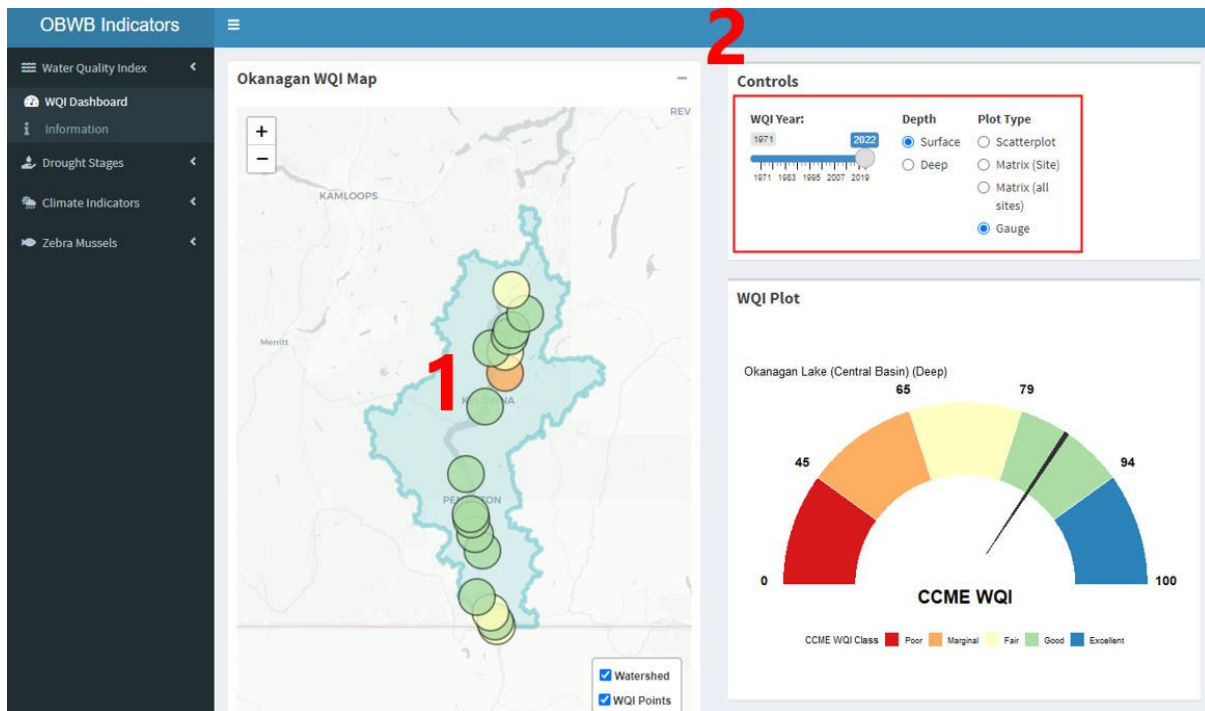 OBWB Indicators
Water Quality Index
WQI Dashboard
Information
Drought Stages
Climate Indicators
Zebra Mussels
Okanagan WQI Map
+
−
REV
KAMLOOPS
Merritt
1
2
Watershed
WQI Points
Controls
WQI Year:
1971
2022
1971 1983 1995 2007 2019
Depth
Surface
Deep
Plot Type
Scatterplot
Matrix (Site)
Matrix (all
sites)
Gauge
WQI Plot
Okanagan Lake (Central Basin) (Deep)
0
45
65
79
94
100
CCME WQI
CCME WQI Class Poor Marginal Fair Good Excellent